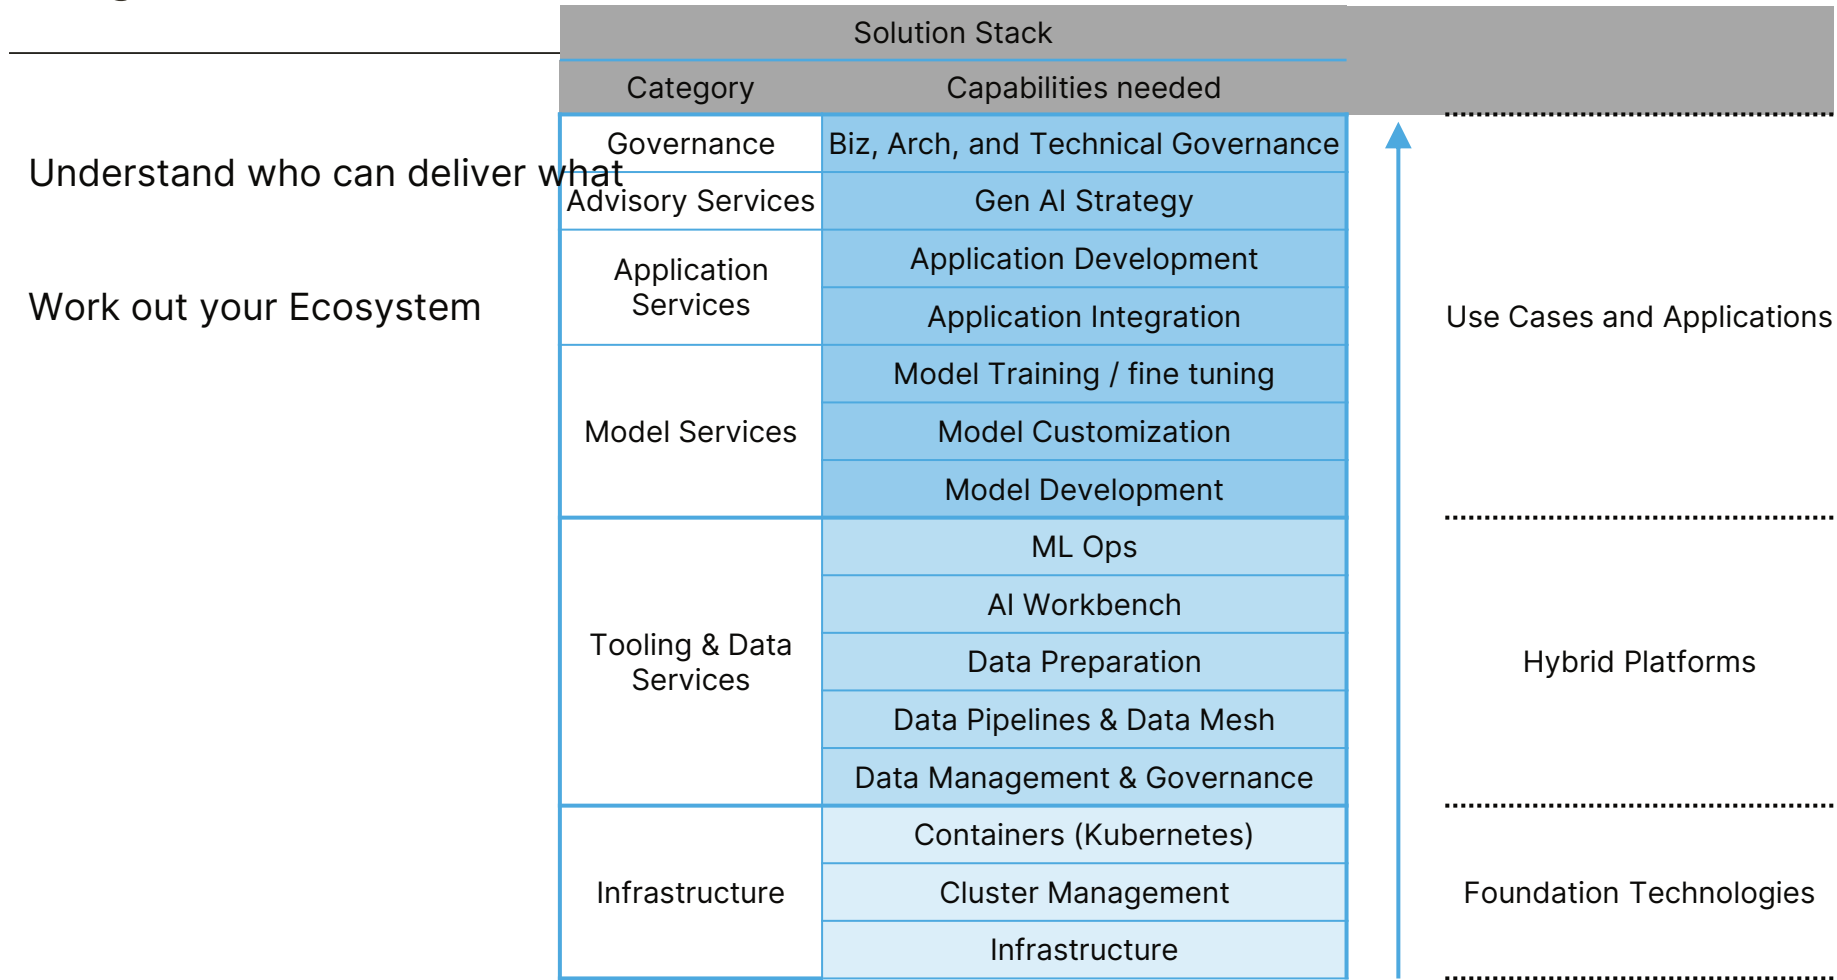 Solution Stack
Category Capabilities needed
Understand who can deliver what
Work out your Ecosystem
Governance Biz, Arch, and Technical Governance
Advisory Services Gen AI Strategy
Application
Services
Application Development
Application Integration
Model Services
Model Training / fine tuning
Model Customization
Model Development
Tooling & Data
Services
ML Ops
AI Workbench
Data Preparation
Data Pipelines & Data Mesh
Data Management & Governance
Infrastructure
Containers (Kubernetes)
Cluster Management
Infrastructure
Use Cases and Applications
Hybrid Platforms
Foundation Technologies